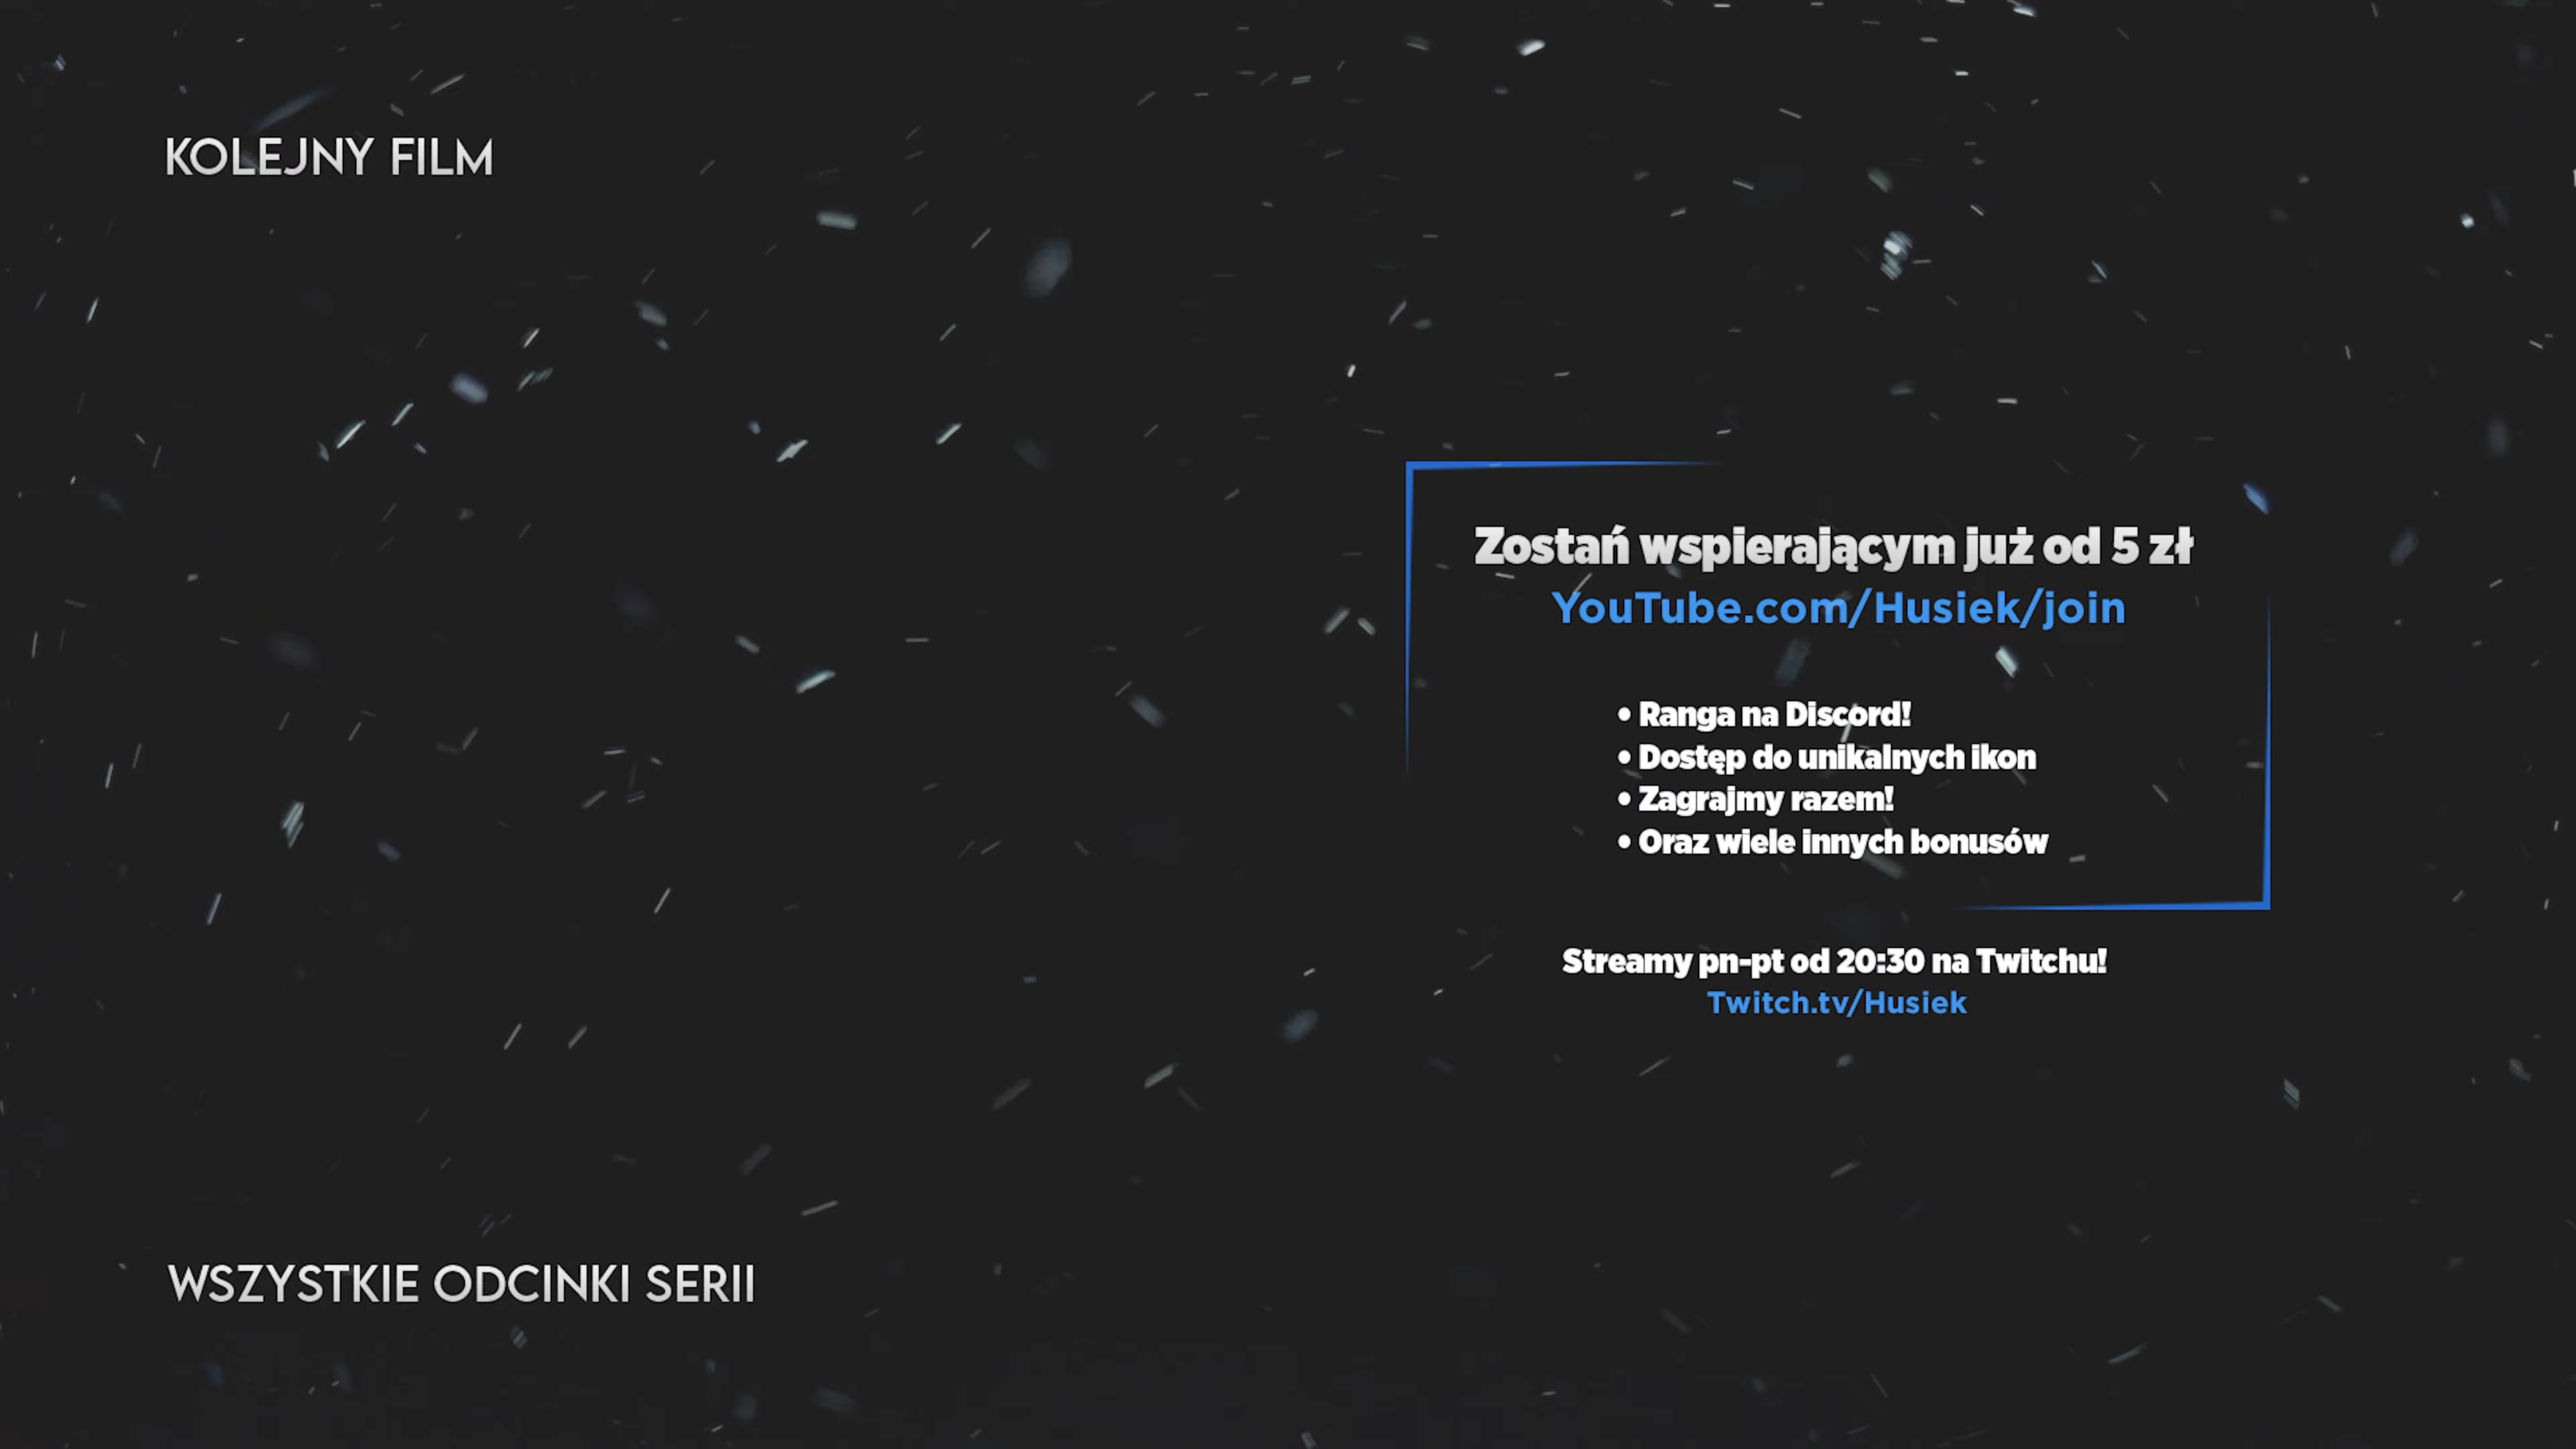 KOLEJNY FILM
Zostań wspierającym już od 5 zł
YouTube.com/Husiek/join
• Ranga na Discord!
• Dostęp do unikalnych ikon
• Zagrajmy razem!
• Oraz wiele innych bonusów
Streamy pn-pt od 20:30 na Twitchu!
Twitch.tv/Husiek
WSZYSTKIE ODCINKI SERII